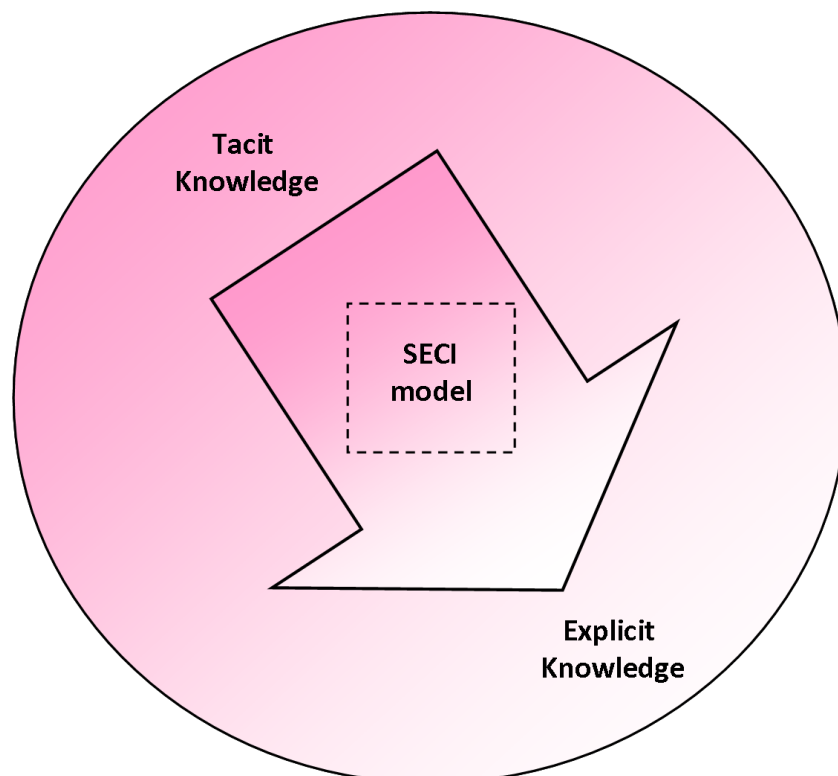 Tacit
Knowledge
SECI
model
Explicit
Knowledge